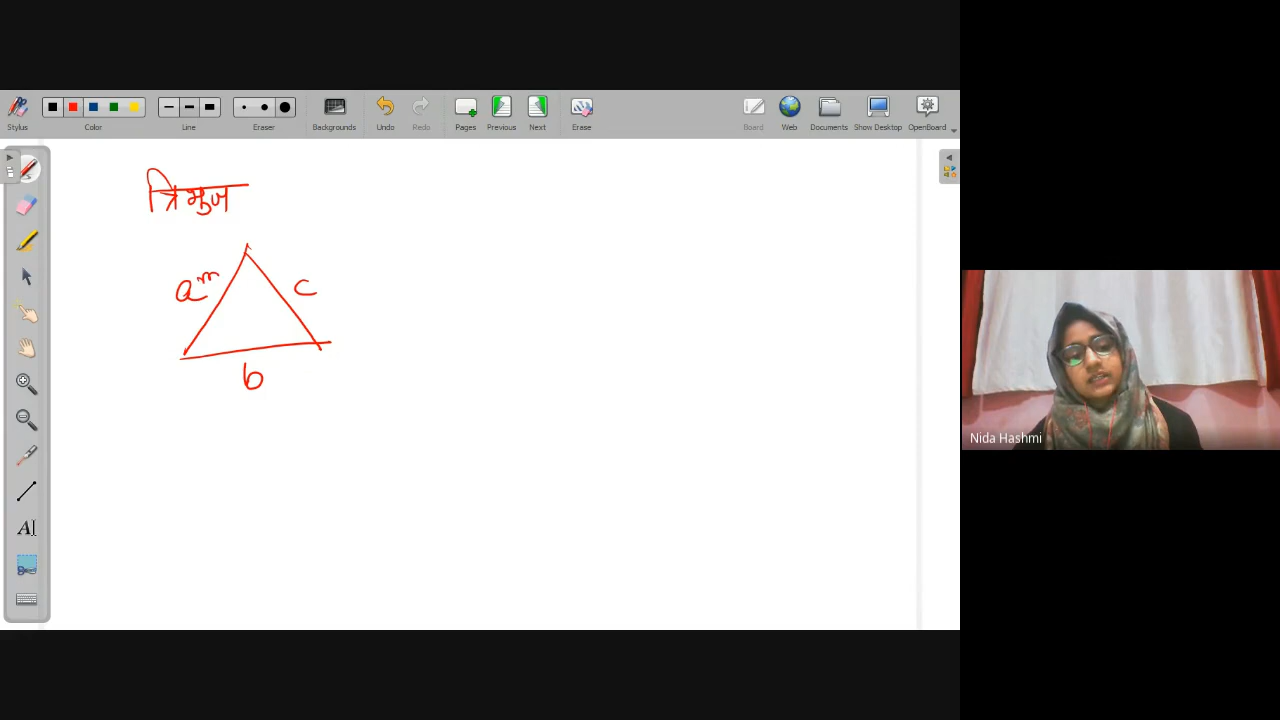 Color Line Eraser Backgrounds Undo Redo Pages Previous Next Erase Board Web Documents Show Desktop OpenBoard
Stylus
त्रिभुज
aᵐ c
b
A
Nida Hashmi